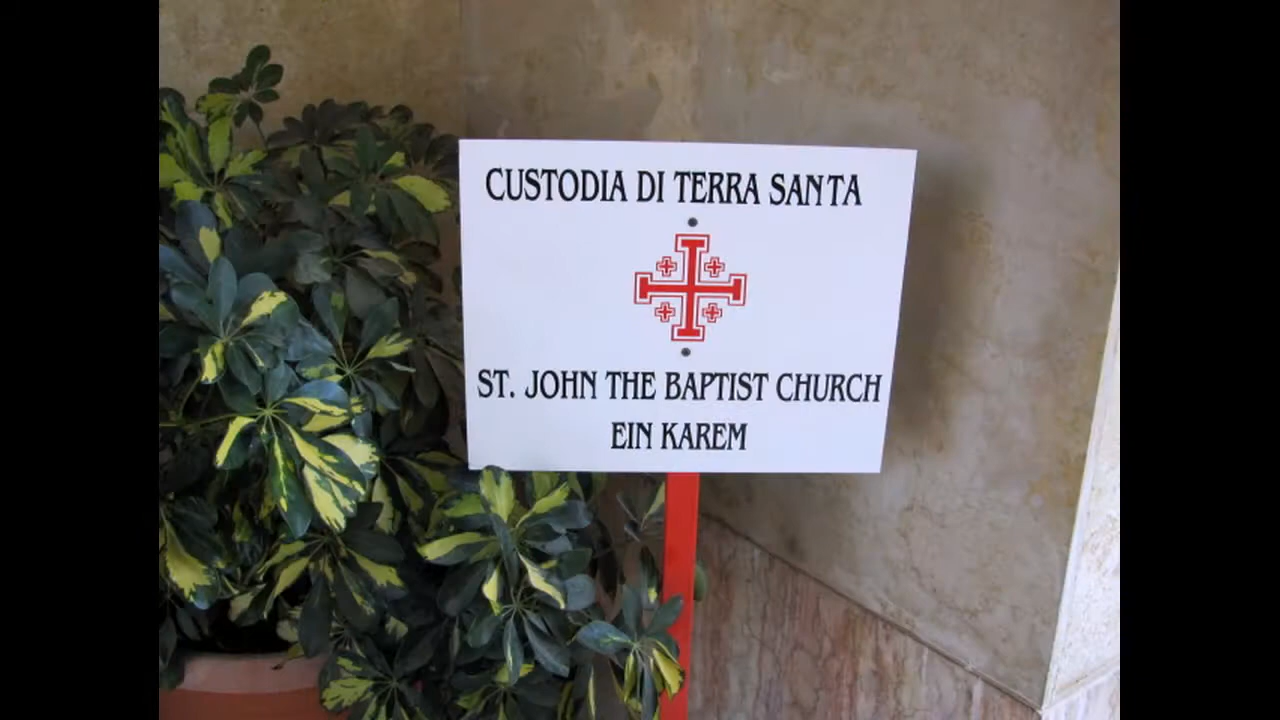 CUSTODIA DI TERRA SANTA
ST. JOHN THE BAPTIST CHURCH
EIN KAREM